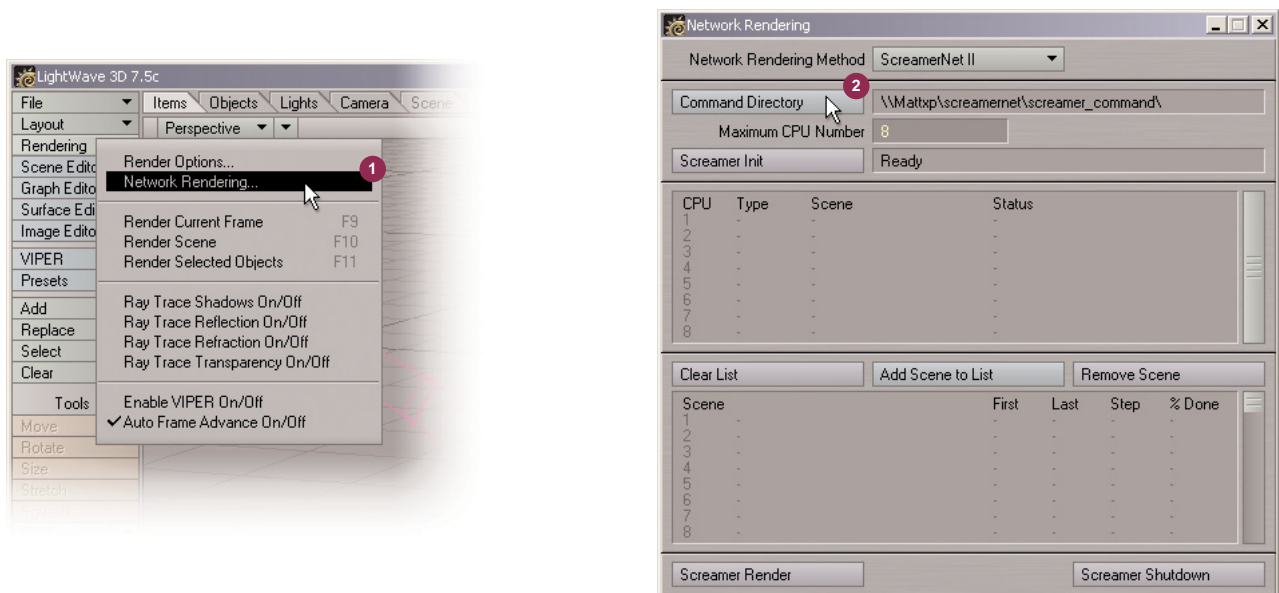 LightWave 3D 7.5c
File
Items Objects Lights Camera Scene
Layout
Perspective
Rendering
Scene Edito
Graph Edito
Surface Edi
Image Edito
VIPER
Presets
Add
Replace
Select
Clear
Tools
Move
Rotate
Size
Stretch
Render Options...
1
Network Rendering...
Render Current Frame F9
Render Scene F10
Render Selected Objects F11
Ray Trace Shadows On/Off
Ray Trace Reflection On/Off
Ray Trace Refraction On/Off
Ray Trace Transparency On/Off
Enable VIPER On/Off
✓Auto Frame Advance On/Off
Network Rendering
Network Rendering Method ScreamerNet II
2
Command Directory \\Mattxp\screamernet\screamer_command\
Maximum CPU Number 8
Screamer Init Ready
CPU Type Scene Status
1 - - -
2 - - -
3 - - -
4 - - -
5 - - -
6 - - -
7 - - -
8 - - -
Clear List Add Scene to List Remove Scene
Scene First Last Step % Done
1 - - - - -
2 - - - - -
3 - - - - -
4 - - - - -
5 - - - - -
6 - - - - -
7 - - - - -
8 - - - - -
Screamer Render Screamer Shutdown